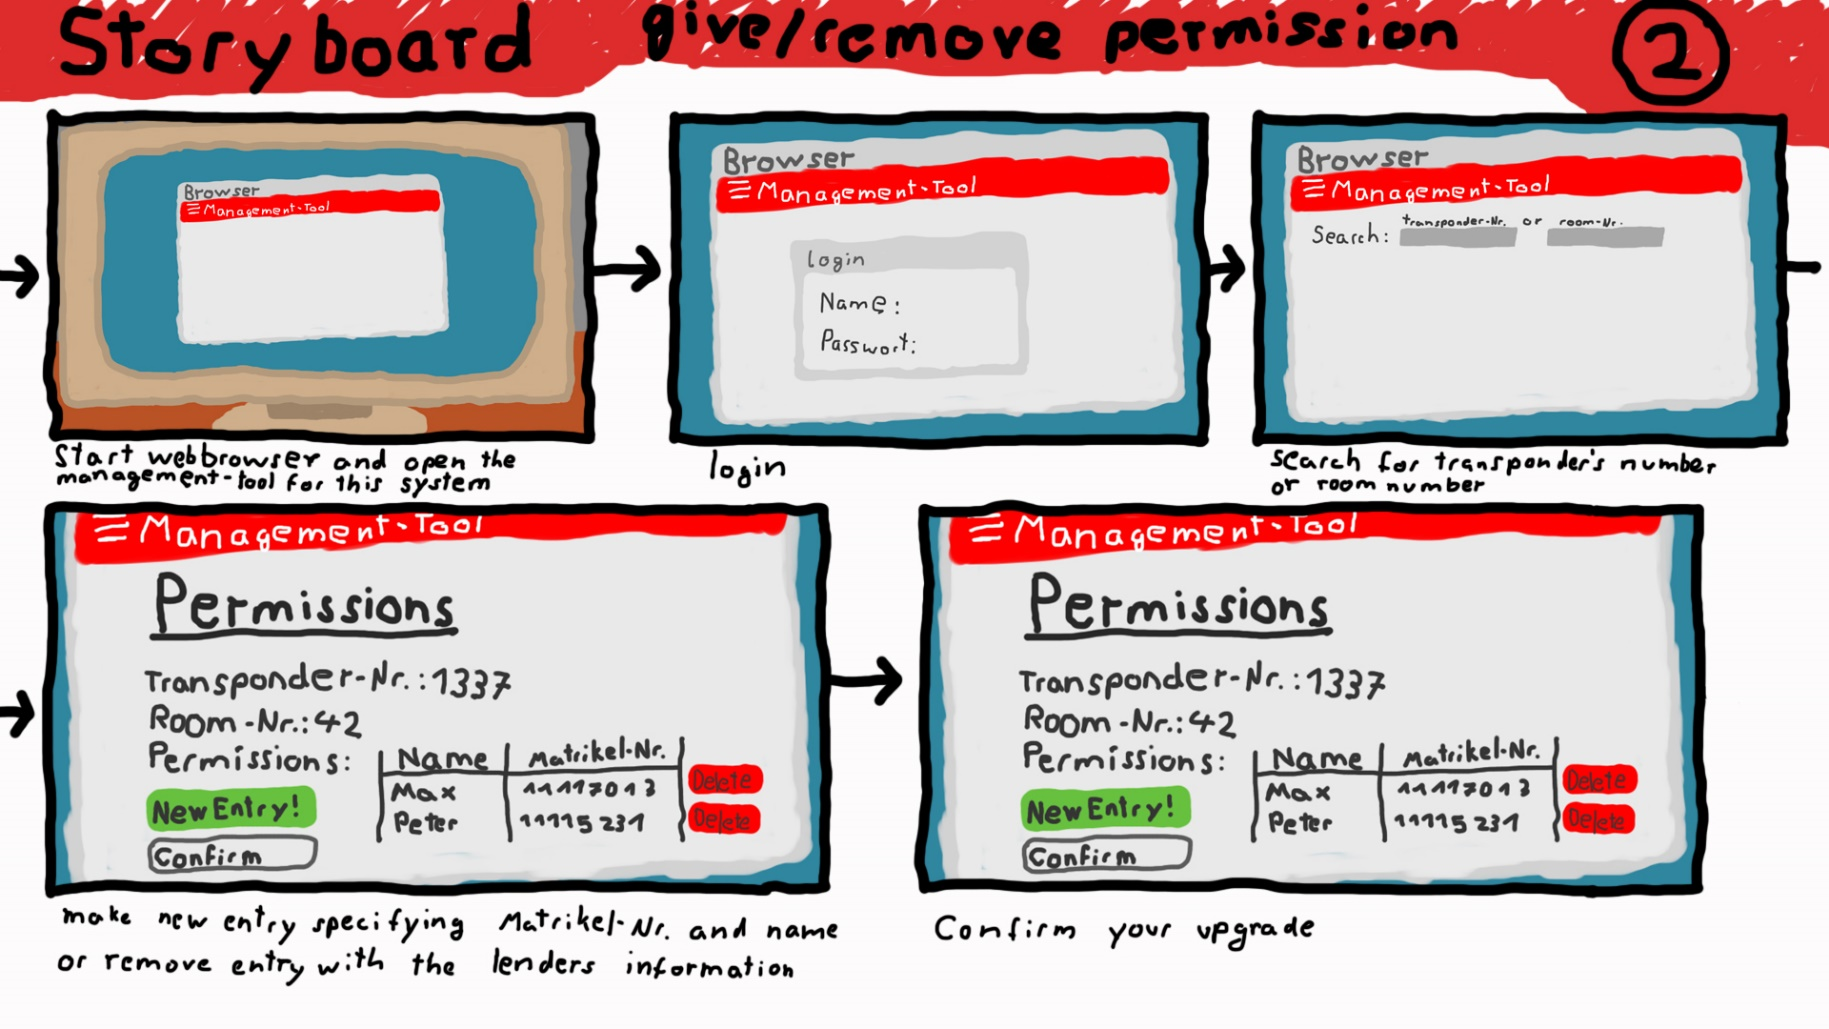 Storyboard give/remove permission 2
Browser
Management-Tool
Start webbrowser and open the
management-tool for this system
Browser
Management-Tool
login
Name:
Passwort:
login
Browser
Management-Tool
transponder-Nr. or room-Nr.
Search:
Search for transponder's number
or room number
Management-Tool
Permissions
Transponder-Nr.:1337
Room-Nr.:42
Permissions: Name Matrikel-Nr.
Max 11117013 Delete
Peter 11115231 Delete
New Entry!
Confirm
make new entry specifying Matrikel-Nr. and name
or remove entry with the lenders information
Management-Tool
Permissions
Transponder-Nr.:1337
Room-Nr.:42
Permissions: Name Matrikel-Nr.
Max 11117013 Delete
Peter 11115231 Delete
New Entry!
Confirm
Confirm your upgrade